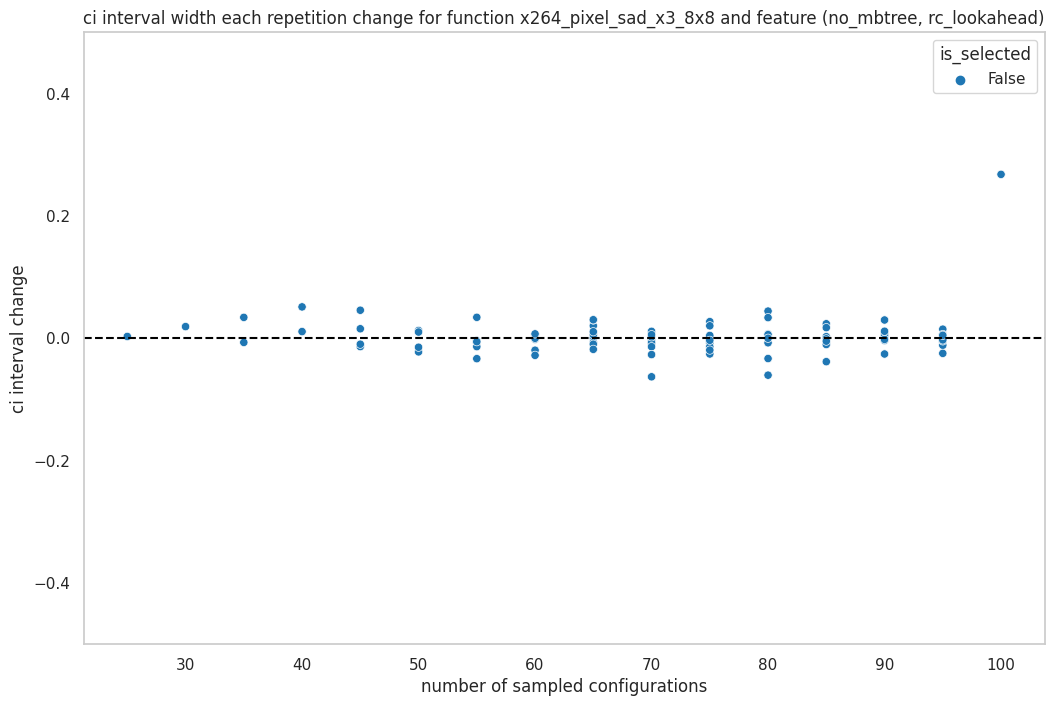 ci interval width each repetition change for function x264_pixel_sad_x3_8x8 and feature (no_mbtree, rc_lookahead)
is_selected
False
ci interval change
0.4
0.2
0.0
−0.2
−0.4
30 40 50 60 70 80 90 100
number of sampled configurations